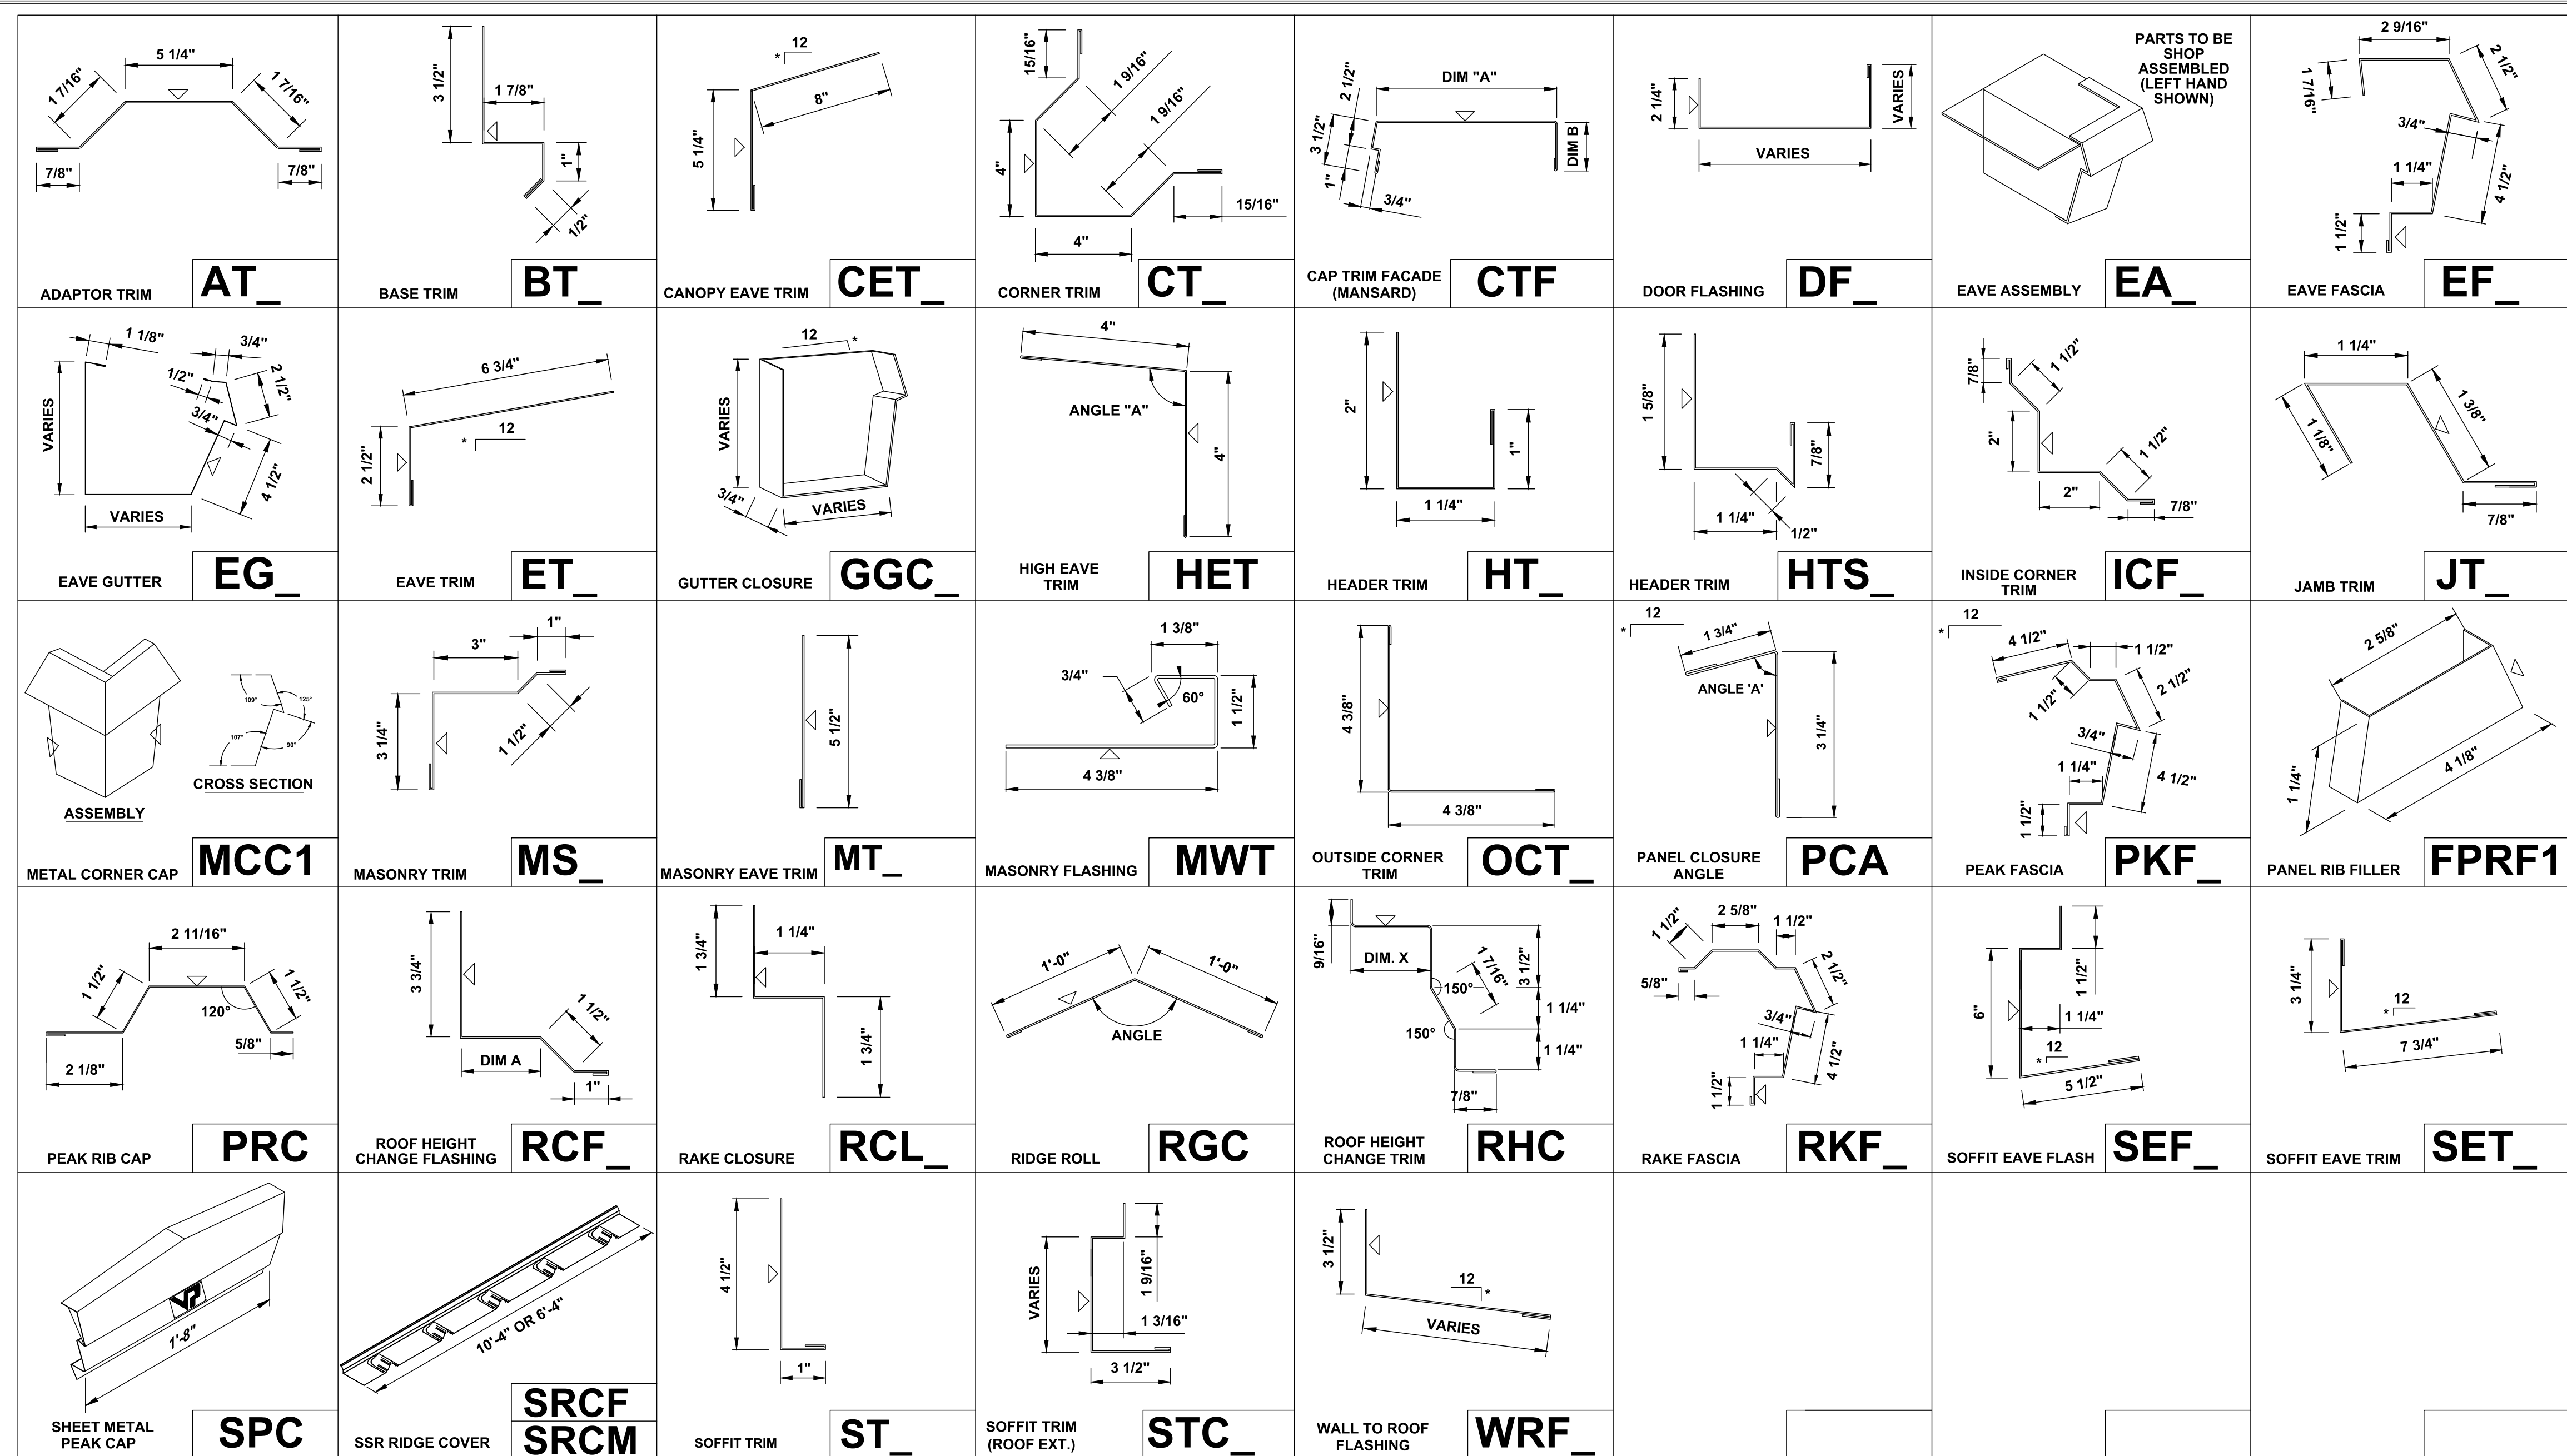 5 1/4"
1 7/16"
1 7/16"
7/8"
7/8"
ADAPTOR TRIM
AT_
3 1/2"
1 7/8"
1"
1/2"
BASE TRIM
BT_
12
*
8"
5 1/4"
CANOPY EAVE TRIM
CET_
15/16"
1 9/16"
1 9/16"
4"
15/16"
4"
CORNER TRIM
CT_
2 1/2"
DIM "A"
3 1/2"
DIM B
1"
3/4"
CAP TRIM FACADE
(MANSARD)
CTF
2 1/4"
VARIES
VARIES
DOOR FLASHING
DF_
PARTS TO BE
SHOP
ASSEMBLED
(LEFT HAND
SHOWN)
EAVE ASSEMBLY
EA_
2 9/16"
2 1/2"
1 7/16"
3/4"
1 1/4"
4 1/2"
1 1/2"
EAVE FASCIA
EF_
1 1/8"
3/4"
1/2"
2 1/2"
3/4"
VARIES
4 1/2"
VARIES
EAVE GUTTER
EG_
6 3/4"
12
*
2 1/2"
EAVE TRIM
ET_
12
*
VARIES
3/4"
VARIES
GUTTER CLOSURE
GGC_
4"
ANGLE "A"
4"
HIGH EAVE
TRIM
HET
2"
1"
1 1/4"
HEADER TRIM
HT_
1 5/8"
7/8"
1 1/4"
1/2"
HEADER TRIM
HTS_
7/8"
1 1/2"
2"
1 1/2"
2"
7/8"
INSIDE CORNER
TRIM
ICF_
1 1/4"
1 3/8"
1 1/8"
7/8"
JAMB TRIM
JT_
109°
125°
107°
90°
CROSS SECTION
ASSEMBLY
METAL CORNER CAP
MCC1
1"
3"
3 1/4"
1 1/2"
MASONRY TRIM
MS_
5 1/2"
MASONRY EAVE TRIM
MT_
1 3/8"
3/4"
60°
1 1/2"
4 3/8"
MASONRY FLASHING
MWT
4 3/8"
4 3/8"
OUTSIDE CORNER
TRIM
OCT_
12
*
1 3/4"
ANGLE 'A'
3 1/4"
PANEL CLOSURE
ANGLE
PCA
12
*
4 1/2"
1 1/2"
1 1/2"
2 1/2"
3/4"
1 1/4"
4 1/2"
1 1/2"
PEAK FASCIA
PKF_
2 5/8"
4 1/8"
1 1/4"
PANEL RIB FILLER
FPRF1
2 11/16"
1 1/2"
1 1/2"
120°
5/8"
2 1/8"
PEAK RIB CAP
PRC
3 3/4"
1 1/2"
DIM A
1"
ROOF HEIGHT
CHANGE FLASHING
RCF_
1 3/4"
1 1/4"
1 3/4"
RAKE CLOSURE
RCL_
1'-0"
1'-0"
ANGLE
RIDGE ROLL
RGC
9/16"
DIM. X
1 7/16"
3 1/2"
150°
1 1/4"
150°
1 1/4"
7/8"
ROOF HEIGHT
CHANGE TRIM
RHC
1 1/2"
2 5/8"
1 1/2"
2 1/2"
5/8"
3/4"
1 1/4"
4 1/2"
1 1/2"
RAKE FASCIA
RKF_
1 1/2"
6"
1 1/4"
12
*
5 1/2"
SOFFIT EAVE FLASH
SEF_
3 1/4"
12
*
7 3/4"
SOFFIT EAVE TRIM
SET_
VP
1'-8"
SHEET METAL
PEAK CAP
SPC
10'-4" OR 6'-4"
SSR RIDGE COVER
SRCF
SRCM
4 1/2"
1"
SOFFIT TRIM
ST_
VARIES
1 9/16"
1 3/16"
3 1/2"
SOFFIT TRIM
(ROOF EXT.)
STC_
3 1/2"
12
*
VARIES
WALL TO ROOF
FLASHING
WRF_